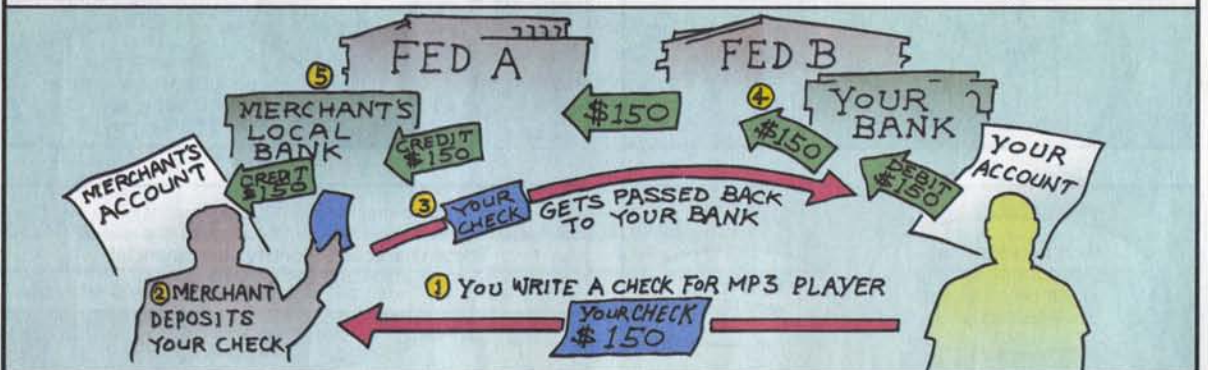 FED A
FED B
5
MERCHANT'S
LOCAL
BANK
CREDIT
$150
CREDIT
$150
$150
4
$150
YOUR
BANK
DEBIT
$150
YOUR
ACCOUNT
MERCHANT'S
ACCOUNT
3
YOUR
CHECK
GETS PASSED BACK
TO YOUR BANK
1 YOU WRITE A CHECK FOR MP3 PLAYER
YOUR CHECK
$150
2 MERCHANT
DEPOSITS
YOUR CHECK